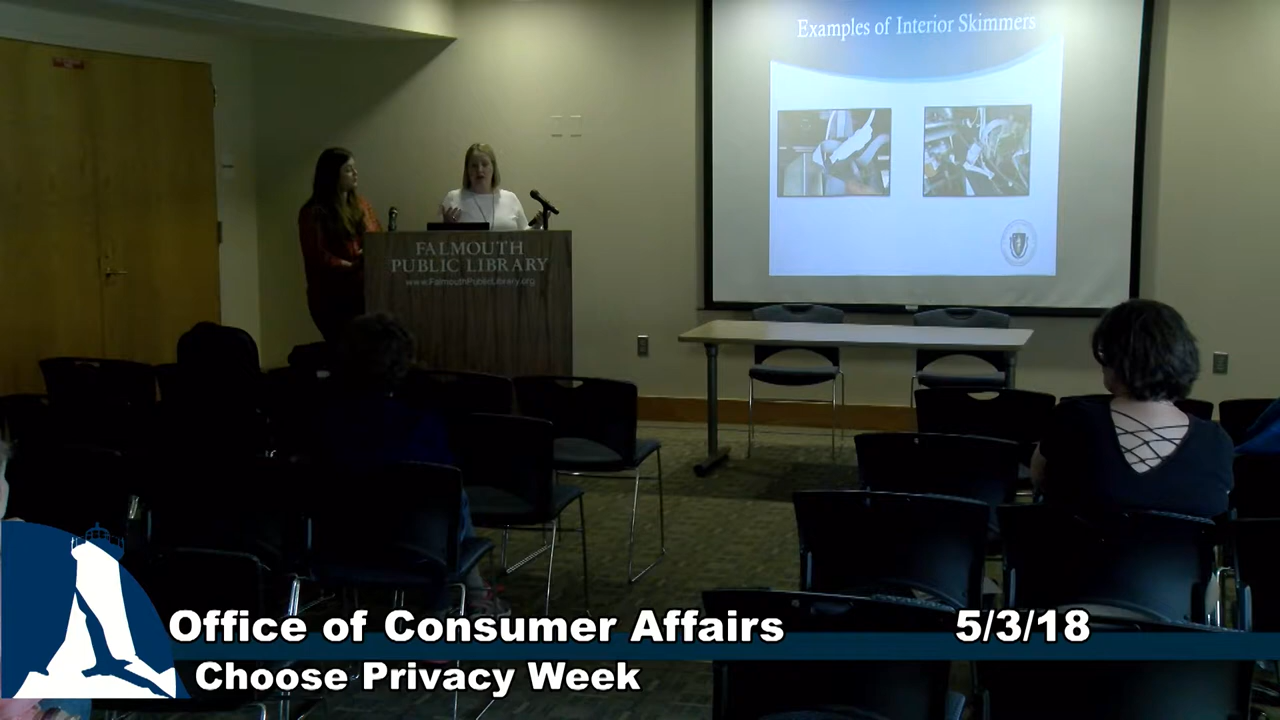 Examples of Interior Skimmers
FALMOUTH
PUBLIC LIBRARY
www.FalmouthPublicLibrary.org
Office of Consumer Affairs
5/3/18
Choose Privacy Week